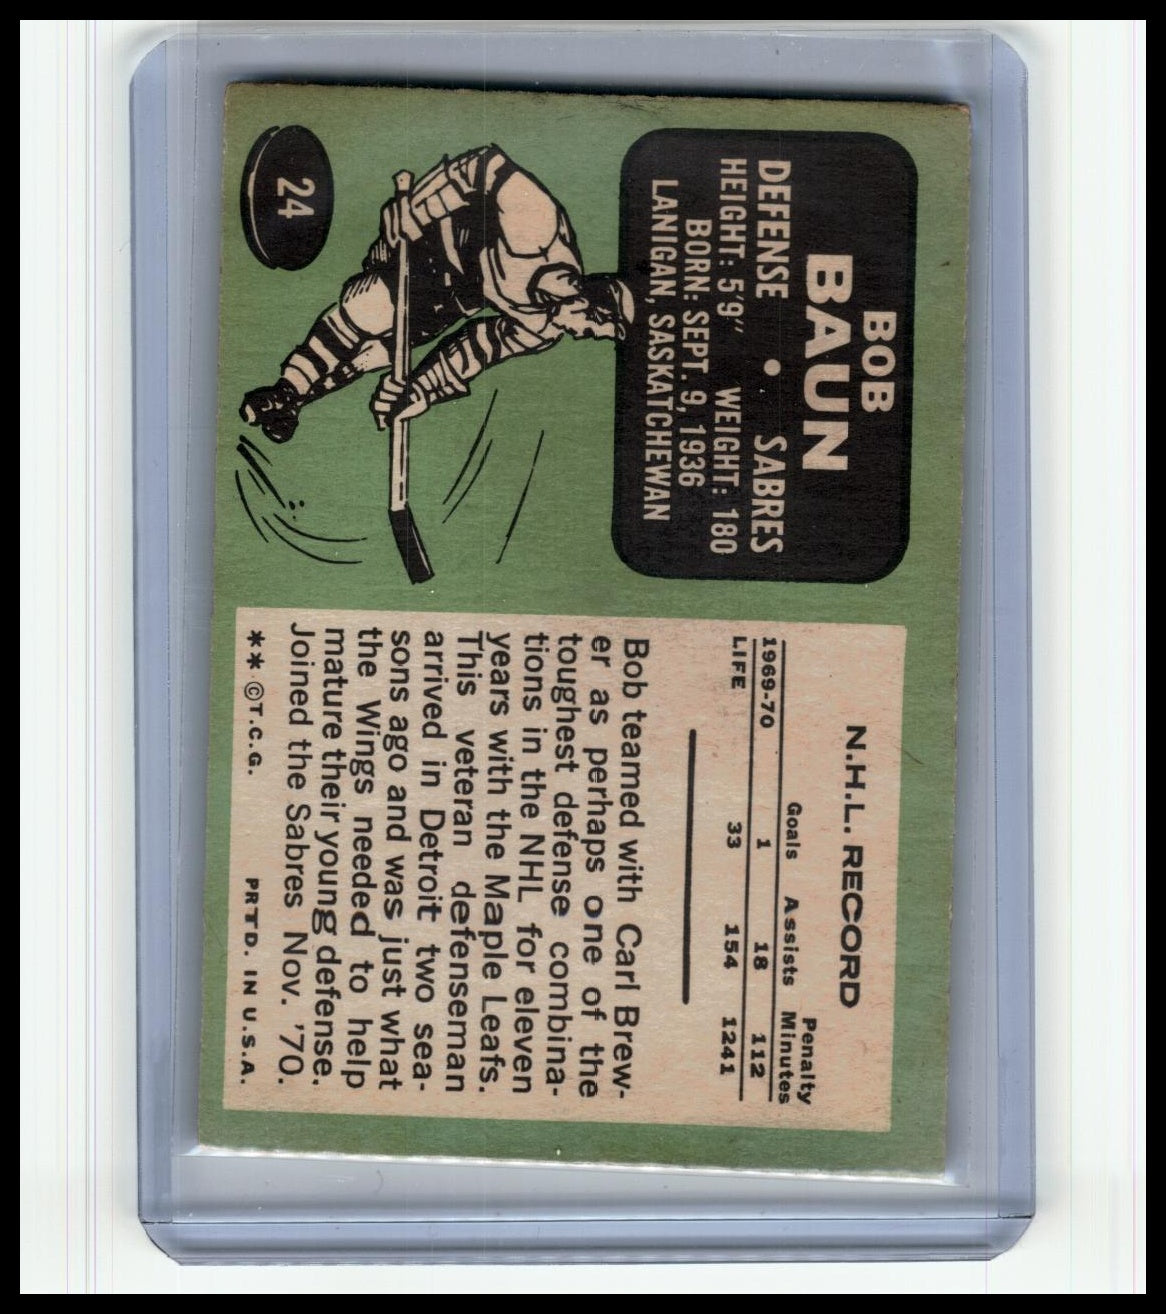 BOB
BAUN
DEFENSE • SABRES
HEIGHT: 5'9" WEIGHT: 180
BORN: SEPT. 9, 1936
LANIGAN, SASKATCHEWAN
24
N.H.L. RECORD
Goals Assists Penalty Minutes
1969-70 1 18 112
LIFE 33 154 1241
Bob teamed with Carl Brew-
er as perhaps one of the
toughest defense combina-
tions in the NHL for eleven
years with the Maple Leafs.
This veteran defenseman
arrived in Detroit two sea-
sons ago and was just what
the Wings needed to help
mature their young defense.
Joined the Sabres Nov. '70.
** ©T.C.G. PRTD. IN U.S.A.